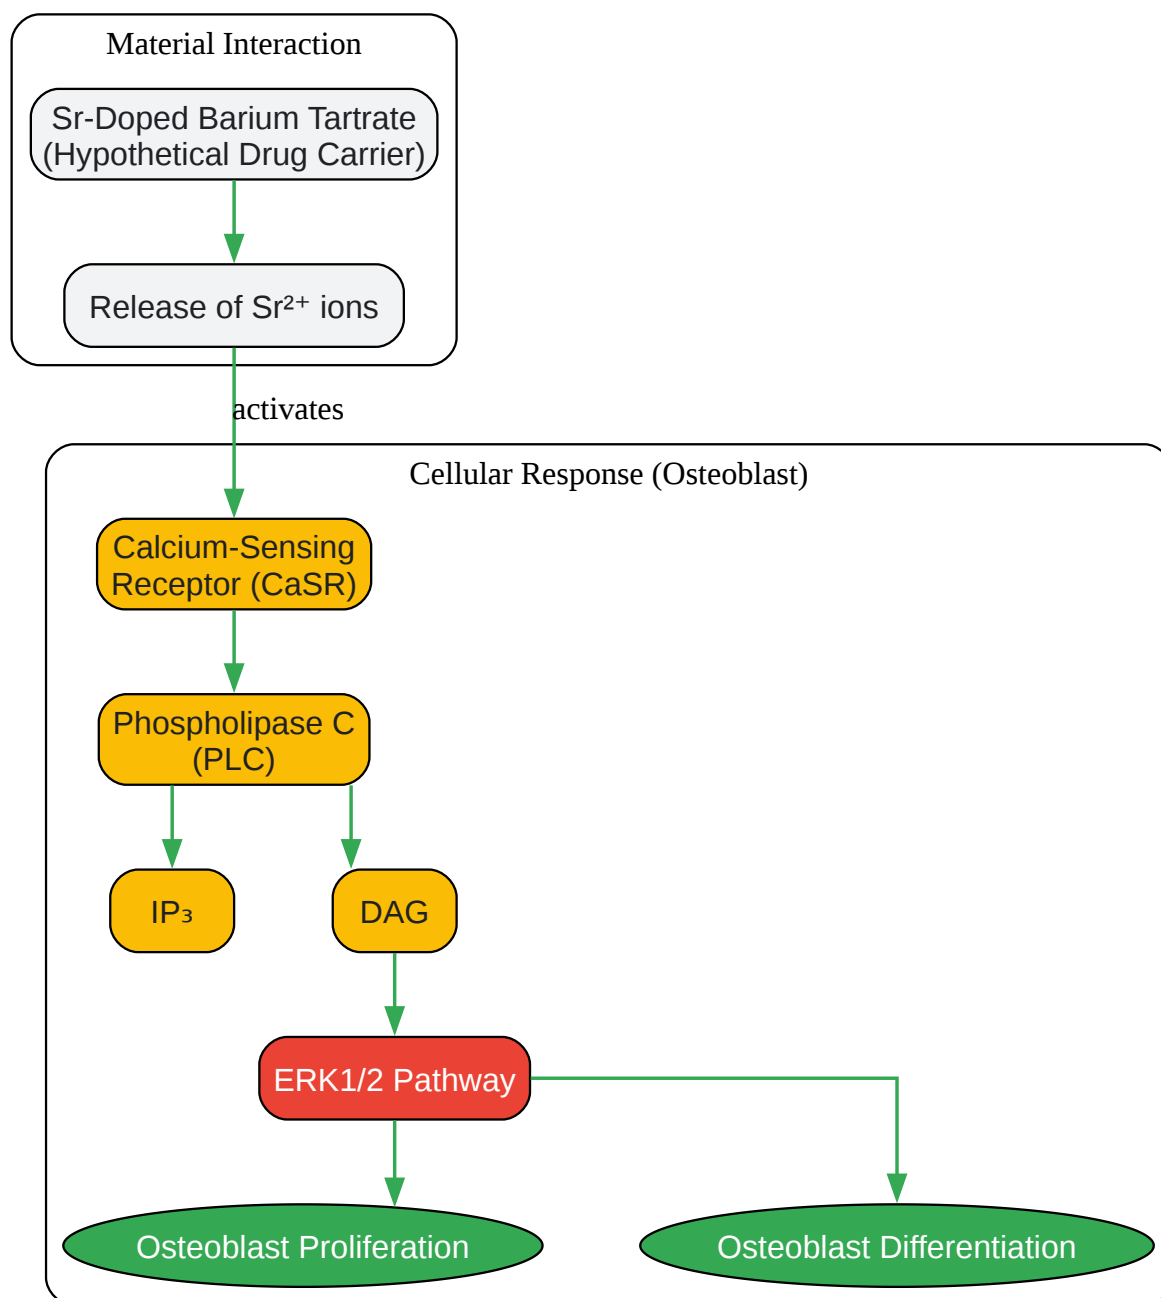 Material Interaction
Sr-Doped Barium Tartrate
(Hypothetical Drug Carrier)
Release of Sr²⁺ ions
activates
Cellular Response (Osteoblast)
Calcium-Sensing
Receptor (CaSR)
Phospholipase C
(PLC)
IP₃
DAG
ERK1/2 Pathway
Osteoblast Proliferation
Osteoblast Differentiation